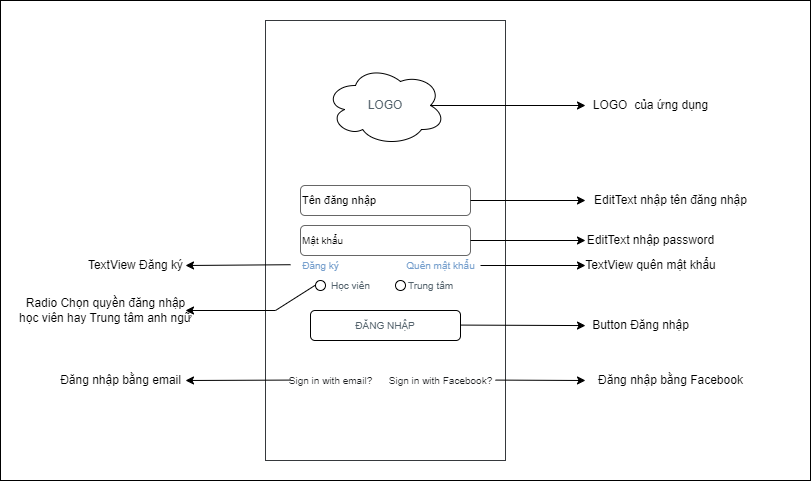 LOGO
LOGO  của ứng dụng
Tên đăng nhập
EditText nhập tên đăng nhập
Mật khẩu
EditText nhập password
TextView Đăng ký
Đăng ký
Quên mật khẩu
TextView quên mật khẩu
Học viên
Trung tâm
Radio Chọn quyền đăng nhập
học viên hay Trung tâm anh ngữ
ĐĂNG NHẬP
Button Đăng nhập
Đăng nhập bằng email
Sign in with email?
Sign in with Facebook?
Đăng nhập bằng Facebook